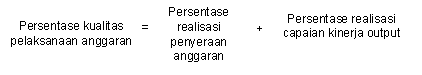 Persentase kualitas
pelaksanaan anggaran
=
Persentase
realisasi
penyeraan
anggaran
+
Persentase realisasi
capaian kinerja output